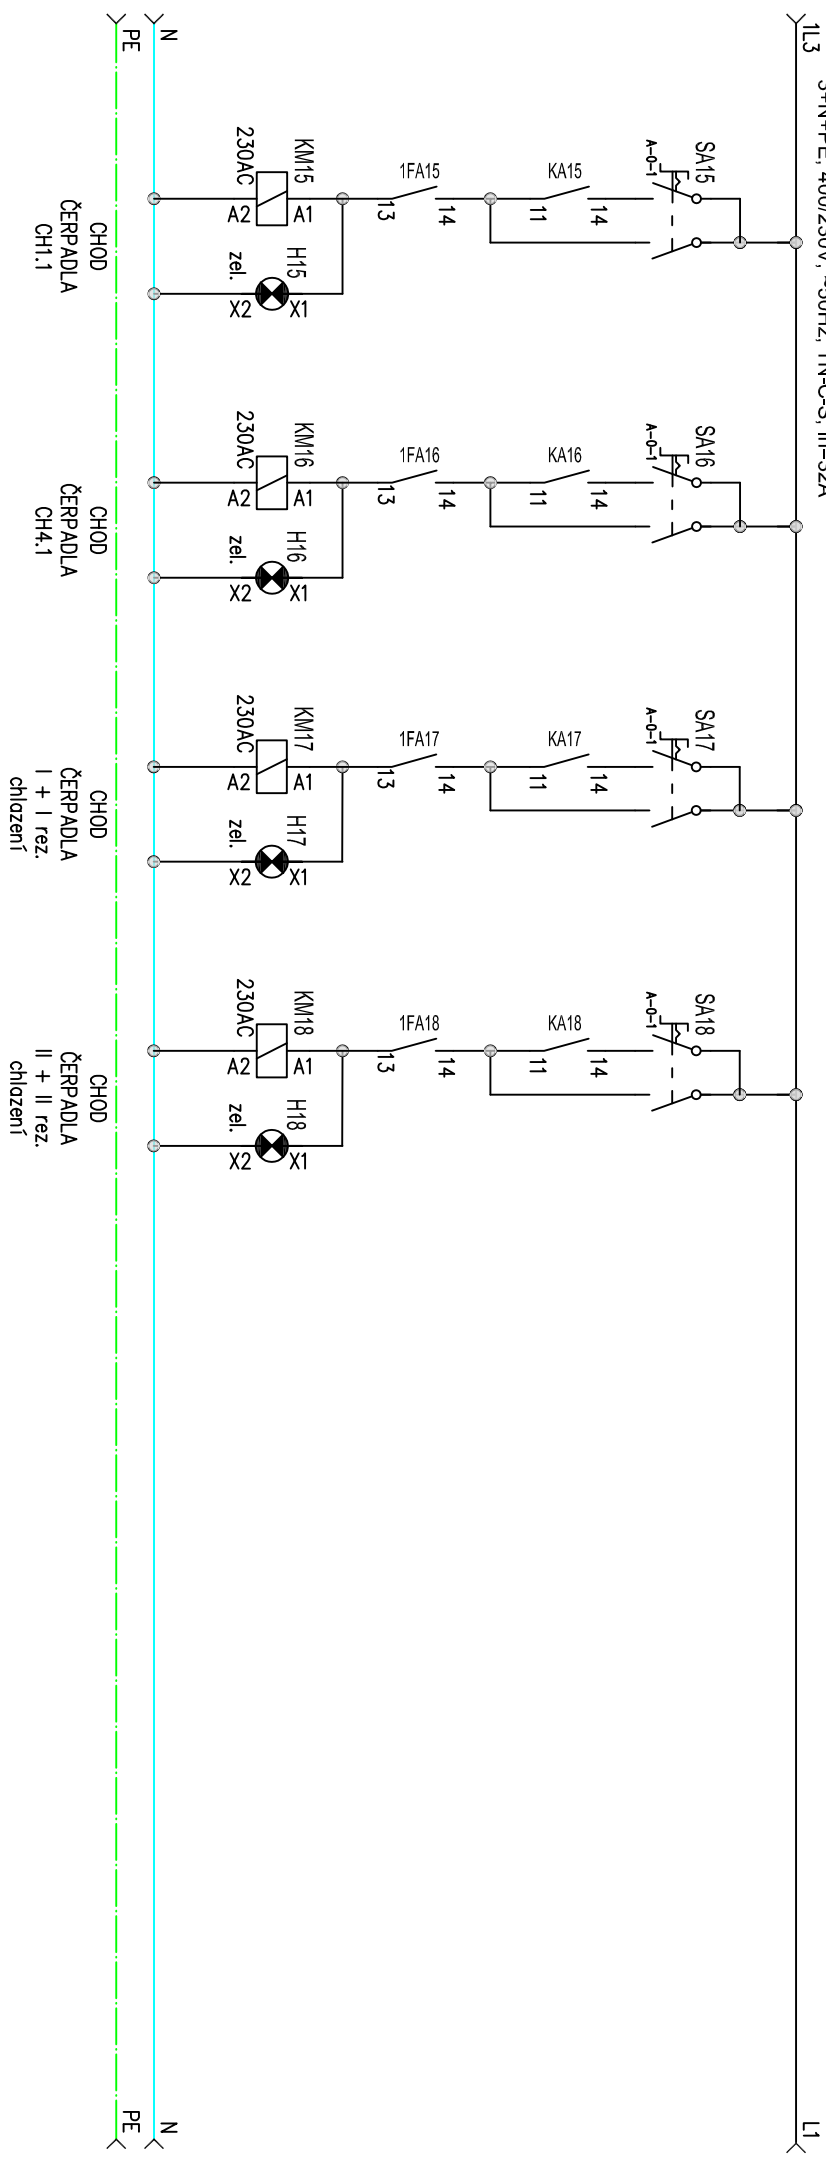 1L3
3+N+PE, 400/230V, ~50Hz, TN-C-S, In=32A
L1
SA15
A-0-1
KA15
14
11
1FA15
14
13
KM15
A1
A2
230AC
H15
X1
X2
zel.
CHOD
ČERPADLA
CH1.1
SA16
A-0-1
KA16
14
11
1FA16
14
13
KM16
A1
A2
230AC
H16
X1
X2
zel.
CHOD
ČERPADLA
CH4.1
SA17
A-0-1
KA17
14
11
1FA17
14
13
KM17
A1
A2
230AC
H17
X1
X2
zel.
CHOD
ČERPADLA
I + I rez.
chlazení
SA18
A-0-1
KA18
14
11
1FA18
14
13
KM18
A1
A2
230AC
H18
X1
X2
zel.
CHOD
ČERPADLA
II + II rez.
chlazení
N
N
PE
PE